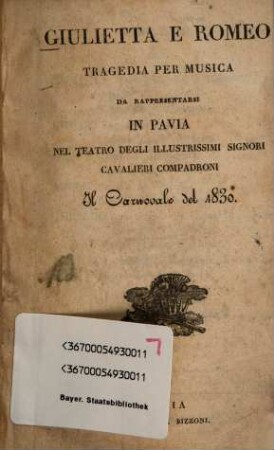 GIULIETTA E ROMEO
TRAGEDIA PER MUSICA
DA RAPPRESENTARSI
IN PAVIA
NEL TEATRO DEGLI ILLUSTRISSIMI SIGNORI
CAVALIERI COMPADRONI
Il Carnovale del 1830.
<36700054930011
<36700054930011
Bayer. Staatsbibliothek
IA
BIZZONI.